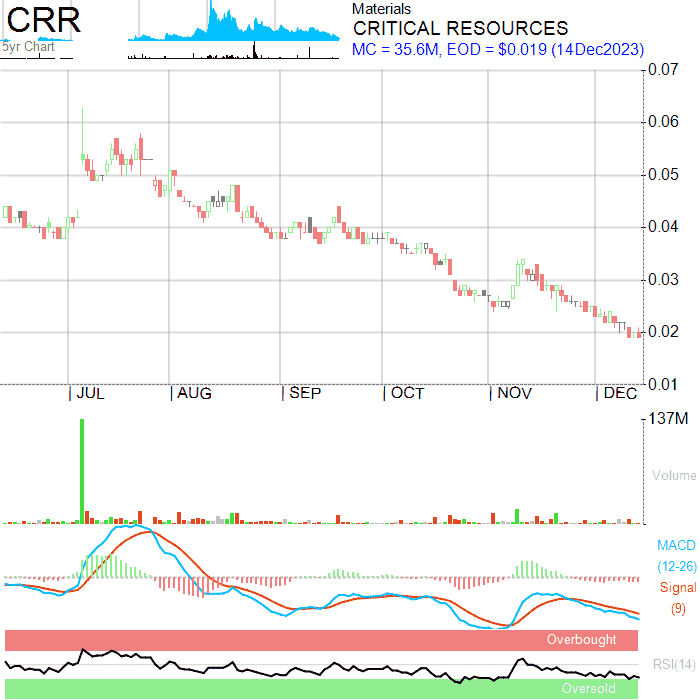 CRR
5yr Chart
Materials
CRITICAL RESOURCES
MC = 35.6M, EOD = $0.019 (14Dec2023)
0.07
0.06
0.05
0.04
0.03
0.02
0.01
JUL AUG SEP OCT NOV DEC
137M
Volume
MACD
(12-26)
Signal
(9)
Overbought
RSI(14)
Oversold